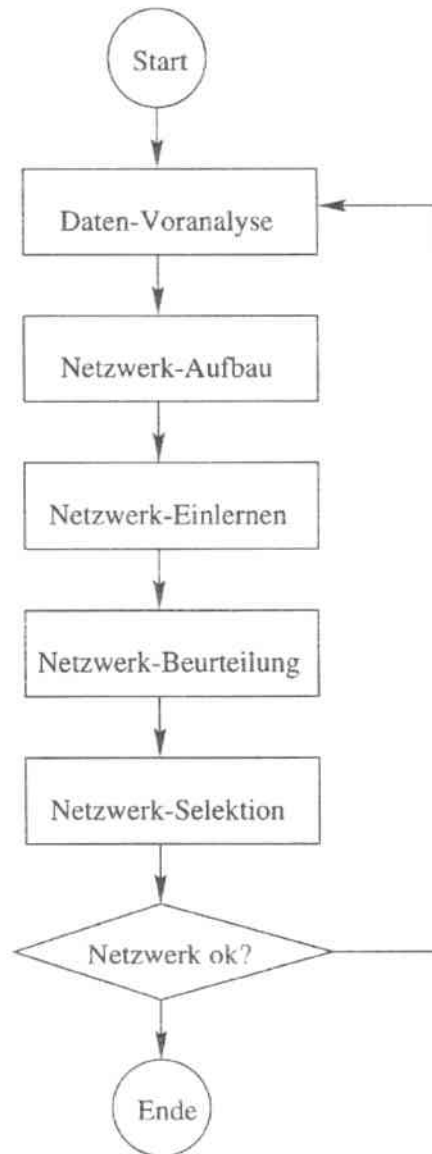 Start
Daten-Voranalyse
Netzwerk-Aufbau
Netzwerk-Einlernen
Netzwerk-Beurteilung
Netzwerk-Selektion
Netzwerk ok?
Ende